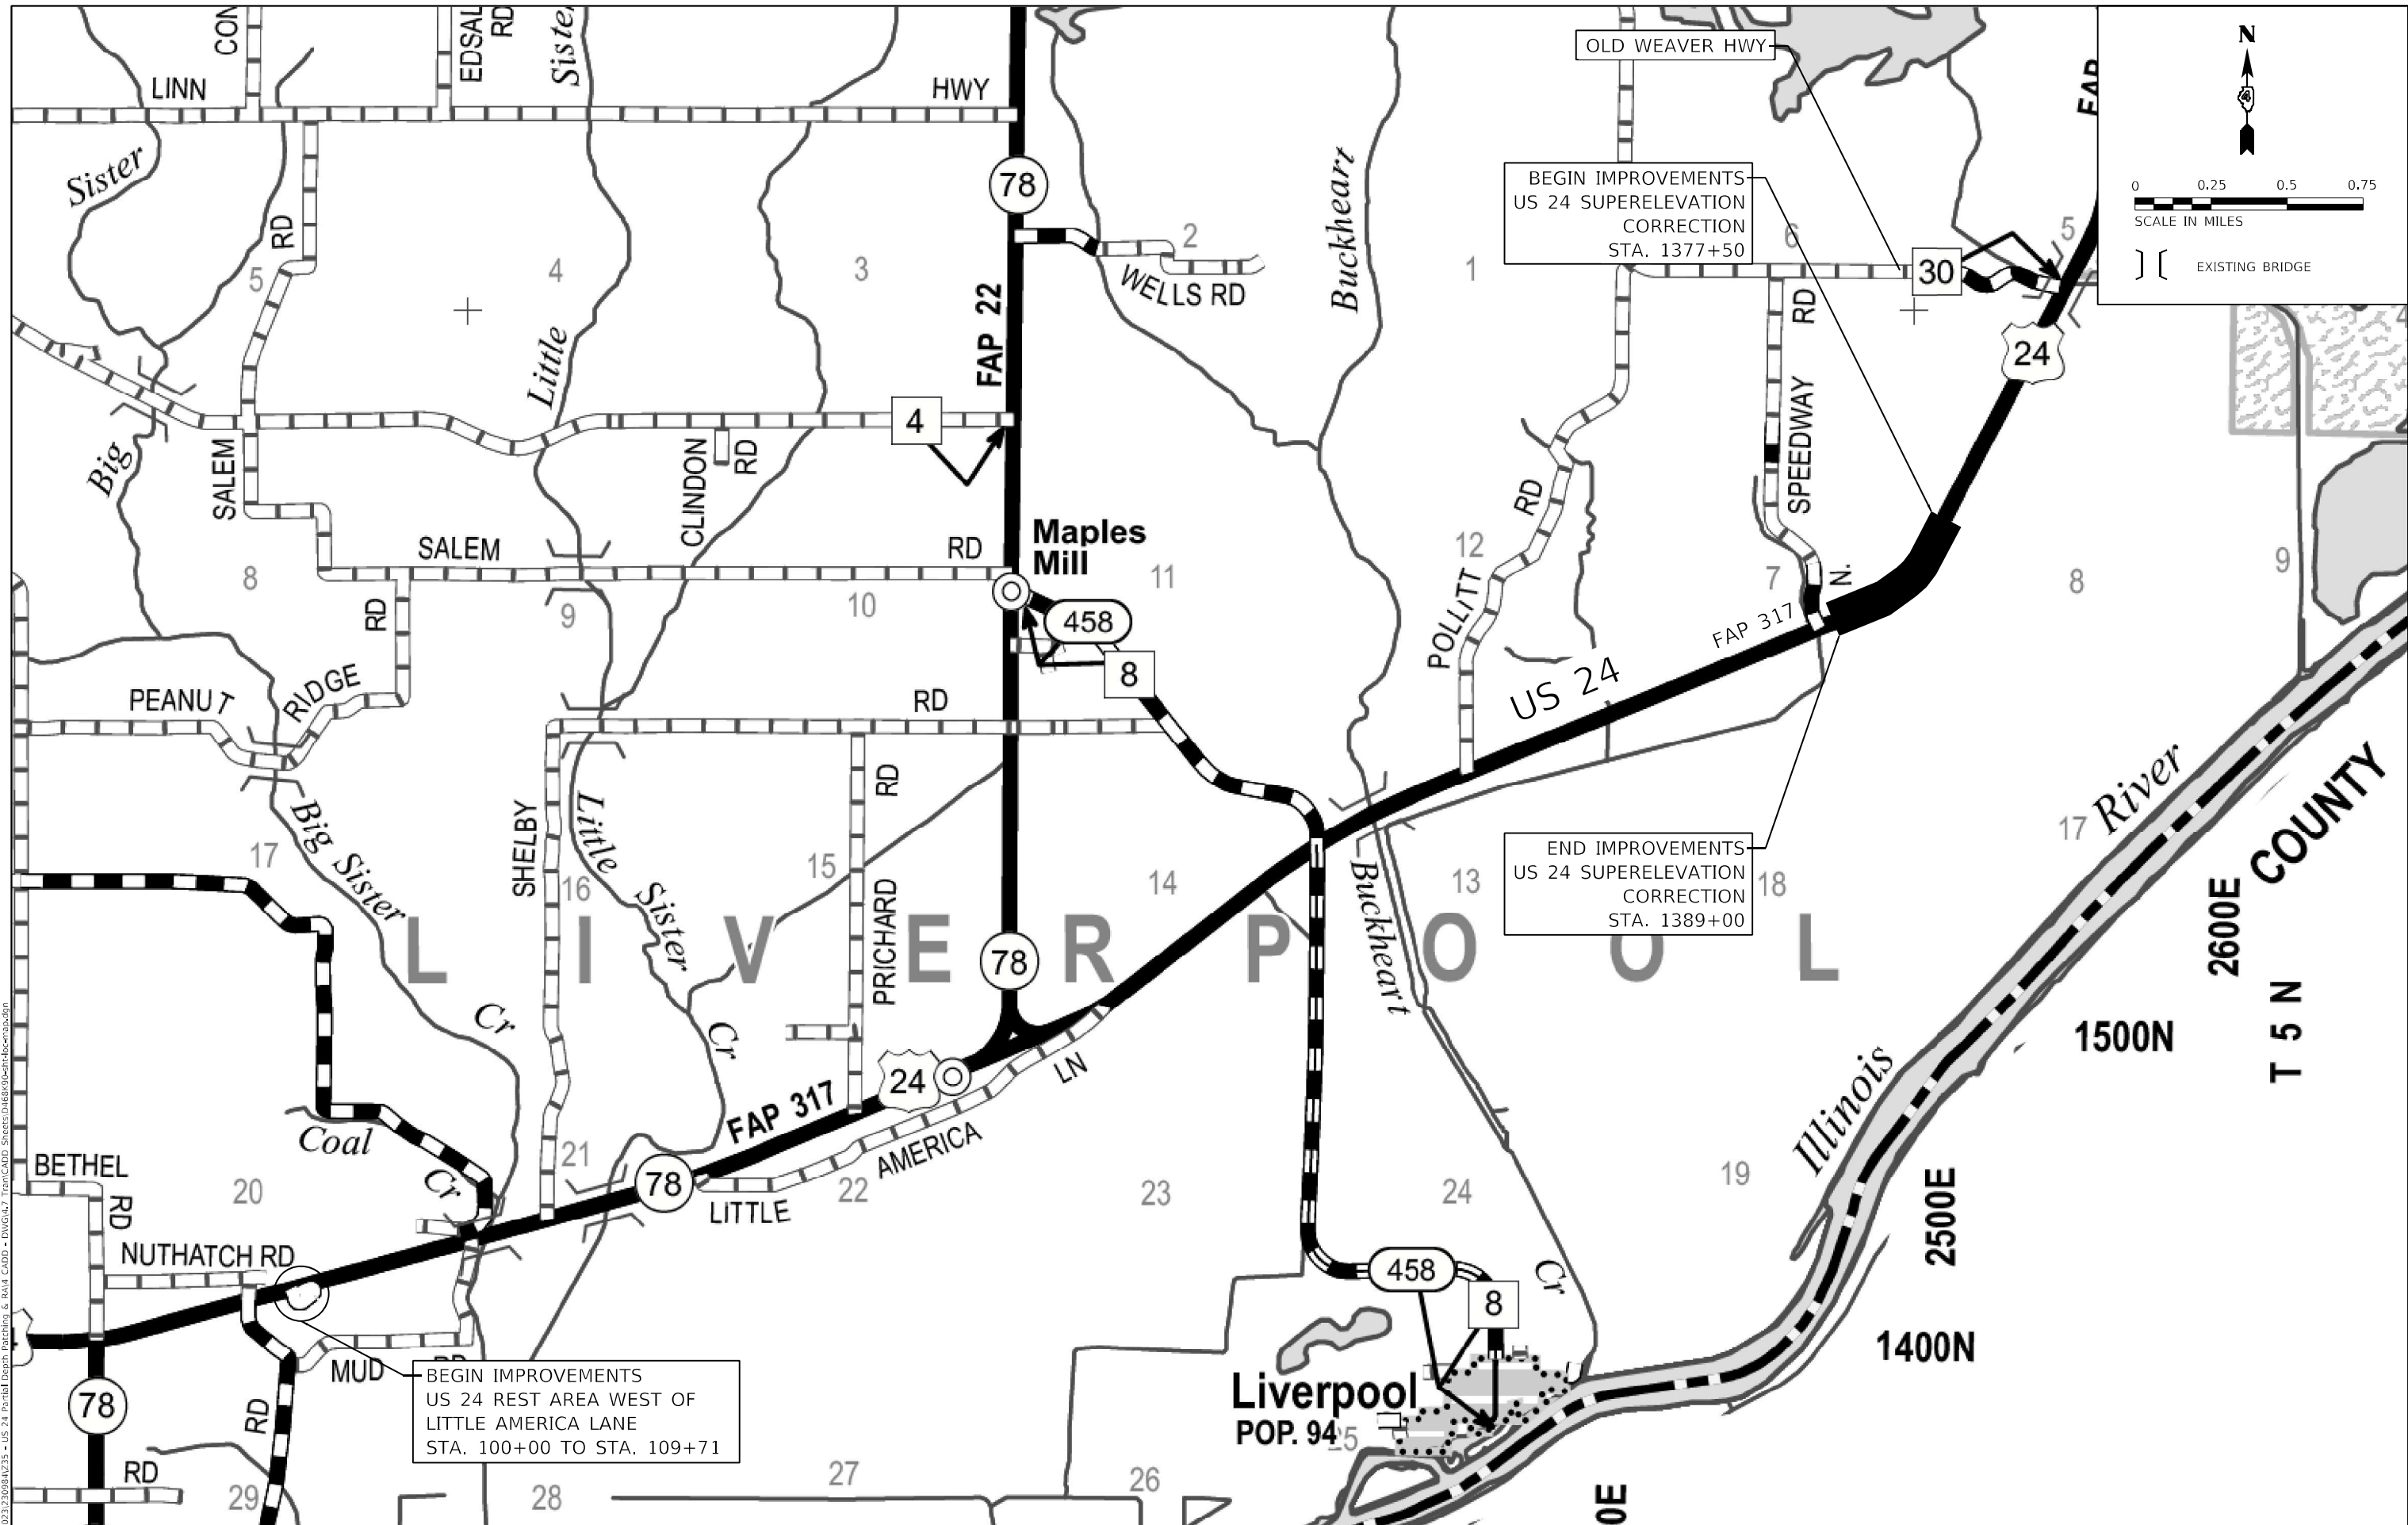 CON
EDSAL
RD
Sister
LINN
HWY
OLD WEAVER HWY
FAP
N
0 0.25 0.5 0.75
SCALE IN MILES
EXISTING BRIDGE
Sister
78
BEGIN IMPROVEMENTS
US 24 SUPERELEVATION
CORRECTION
STA. 1377+50
RD
5
4
3
2
WELLS RD
Buckheart
1
6
30
5
RD
FAP 22
Little
24
4
Big
SALEM
CLINDON
RD
RD
SPEEDWAY
Maples
Mill
SALEM
RD
8
9
10
11
12
7
N.
8
9
RD
458
8
POLLITT
FAP 317
US 24
PEANUT
RIDGE
RD
RD
SHELBY
Little
Sister
Big Sister
17
16
15
14
13
END IMPROVEMENTS
US 24 SUPERELEVATION
CORRECTION
STA. 1389+00
18
17
River
COUNTY
2600E
T 5 N
PRICHARD
Buckheart
LIVERPOOL
78
Cr
Cr
24
LN
1500N
Illinois
FAP 317
Coal
Cr
AMERICA
BETHEL
RD
20
21
78
LITTLE
22
23
24
19
2500E
NUTHATCH RD
458
8
Cr
1400N
MUD
BEGIN IMPROVEMENTS
US 24 REST AREA WEST OF
LITTLE AMERICA LANE
STA. 100+00 TO STA. 109+71
78
RD
Liverpool
POP. 94
RD
29
28
27
26
0E